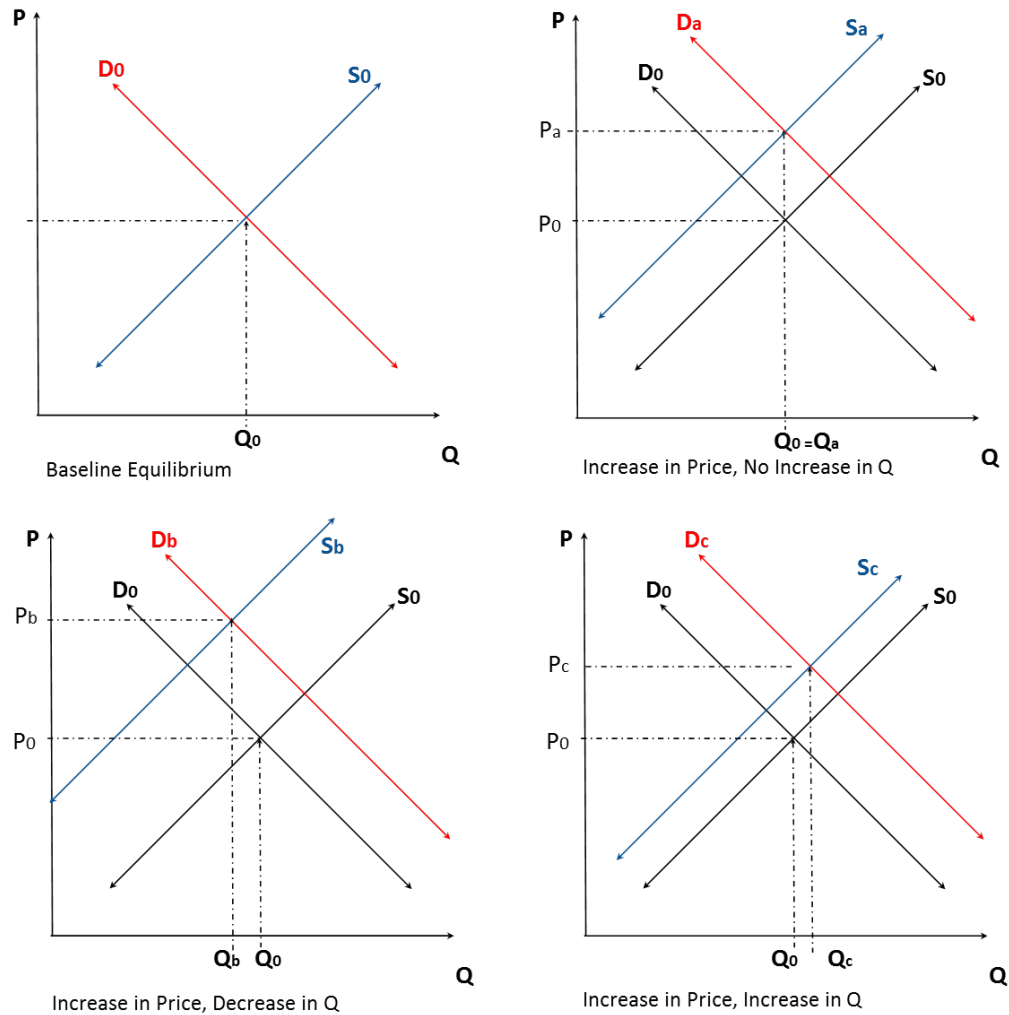 P
D0
S0
Q0
Q
Baseline Equilibrium
P
Da
Sa
D0
S0
Pa
P0
Q0 = Qa
Q
Increase in Price, No Increase in Q
P
Db
Sb
D0
S0
Pb
P0
Qb Q0
Q
Increase in Price, Decrease in Q
P
Dc
Sc
D0
S0
Pc
P0
Q0 Qc
Q
Increase in Price, Increase in Q